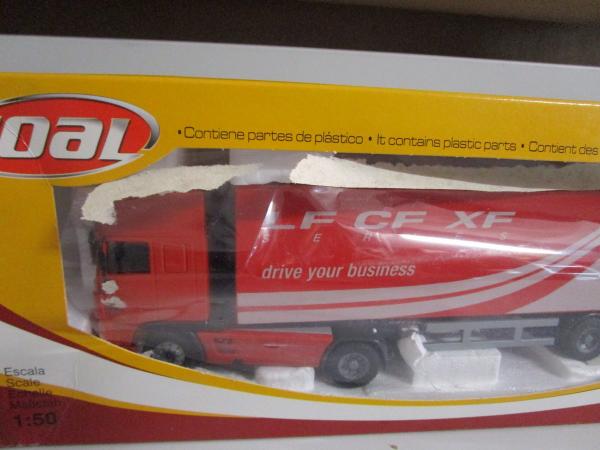 OAL
• Contiene partes de plástico • It contains plastic parts • Contient des
LF CF XF
S E R I E S
drive your business
Escala
Scale
Echelle
1:50